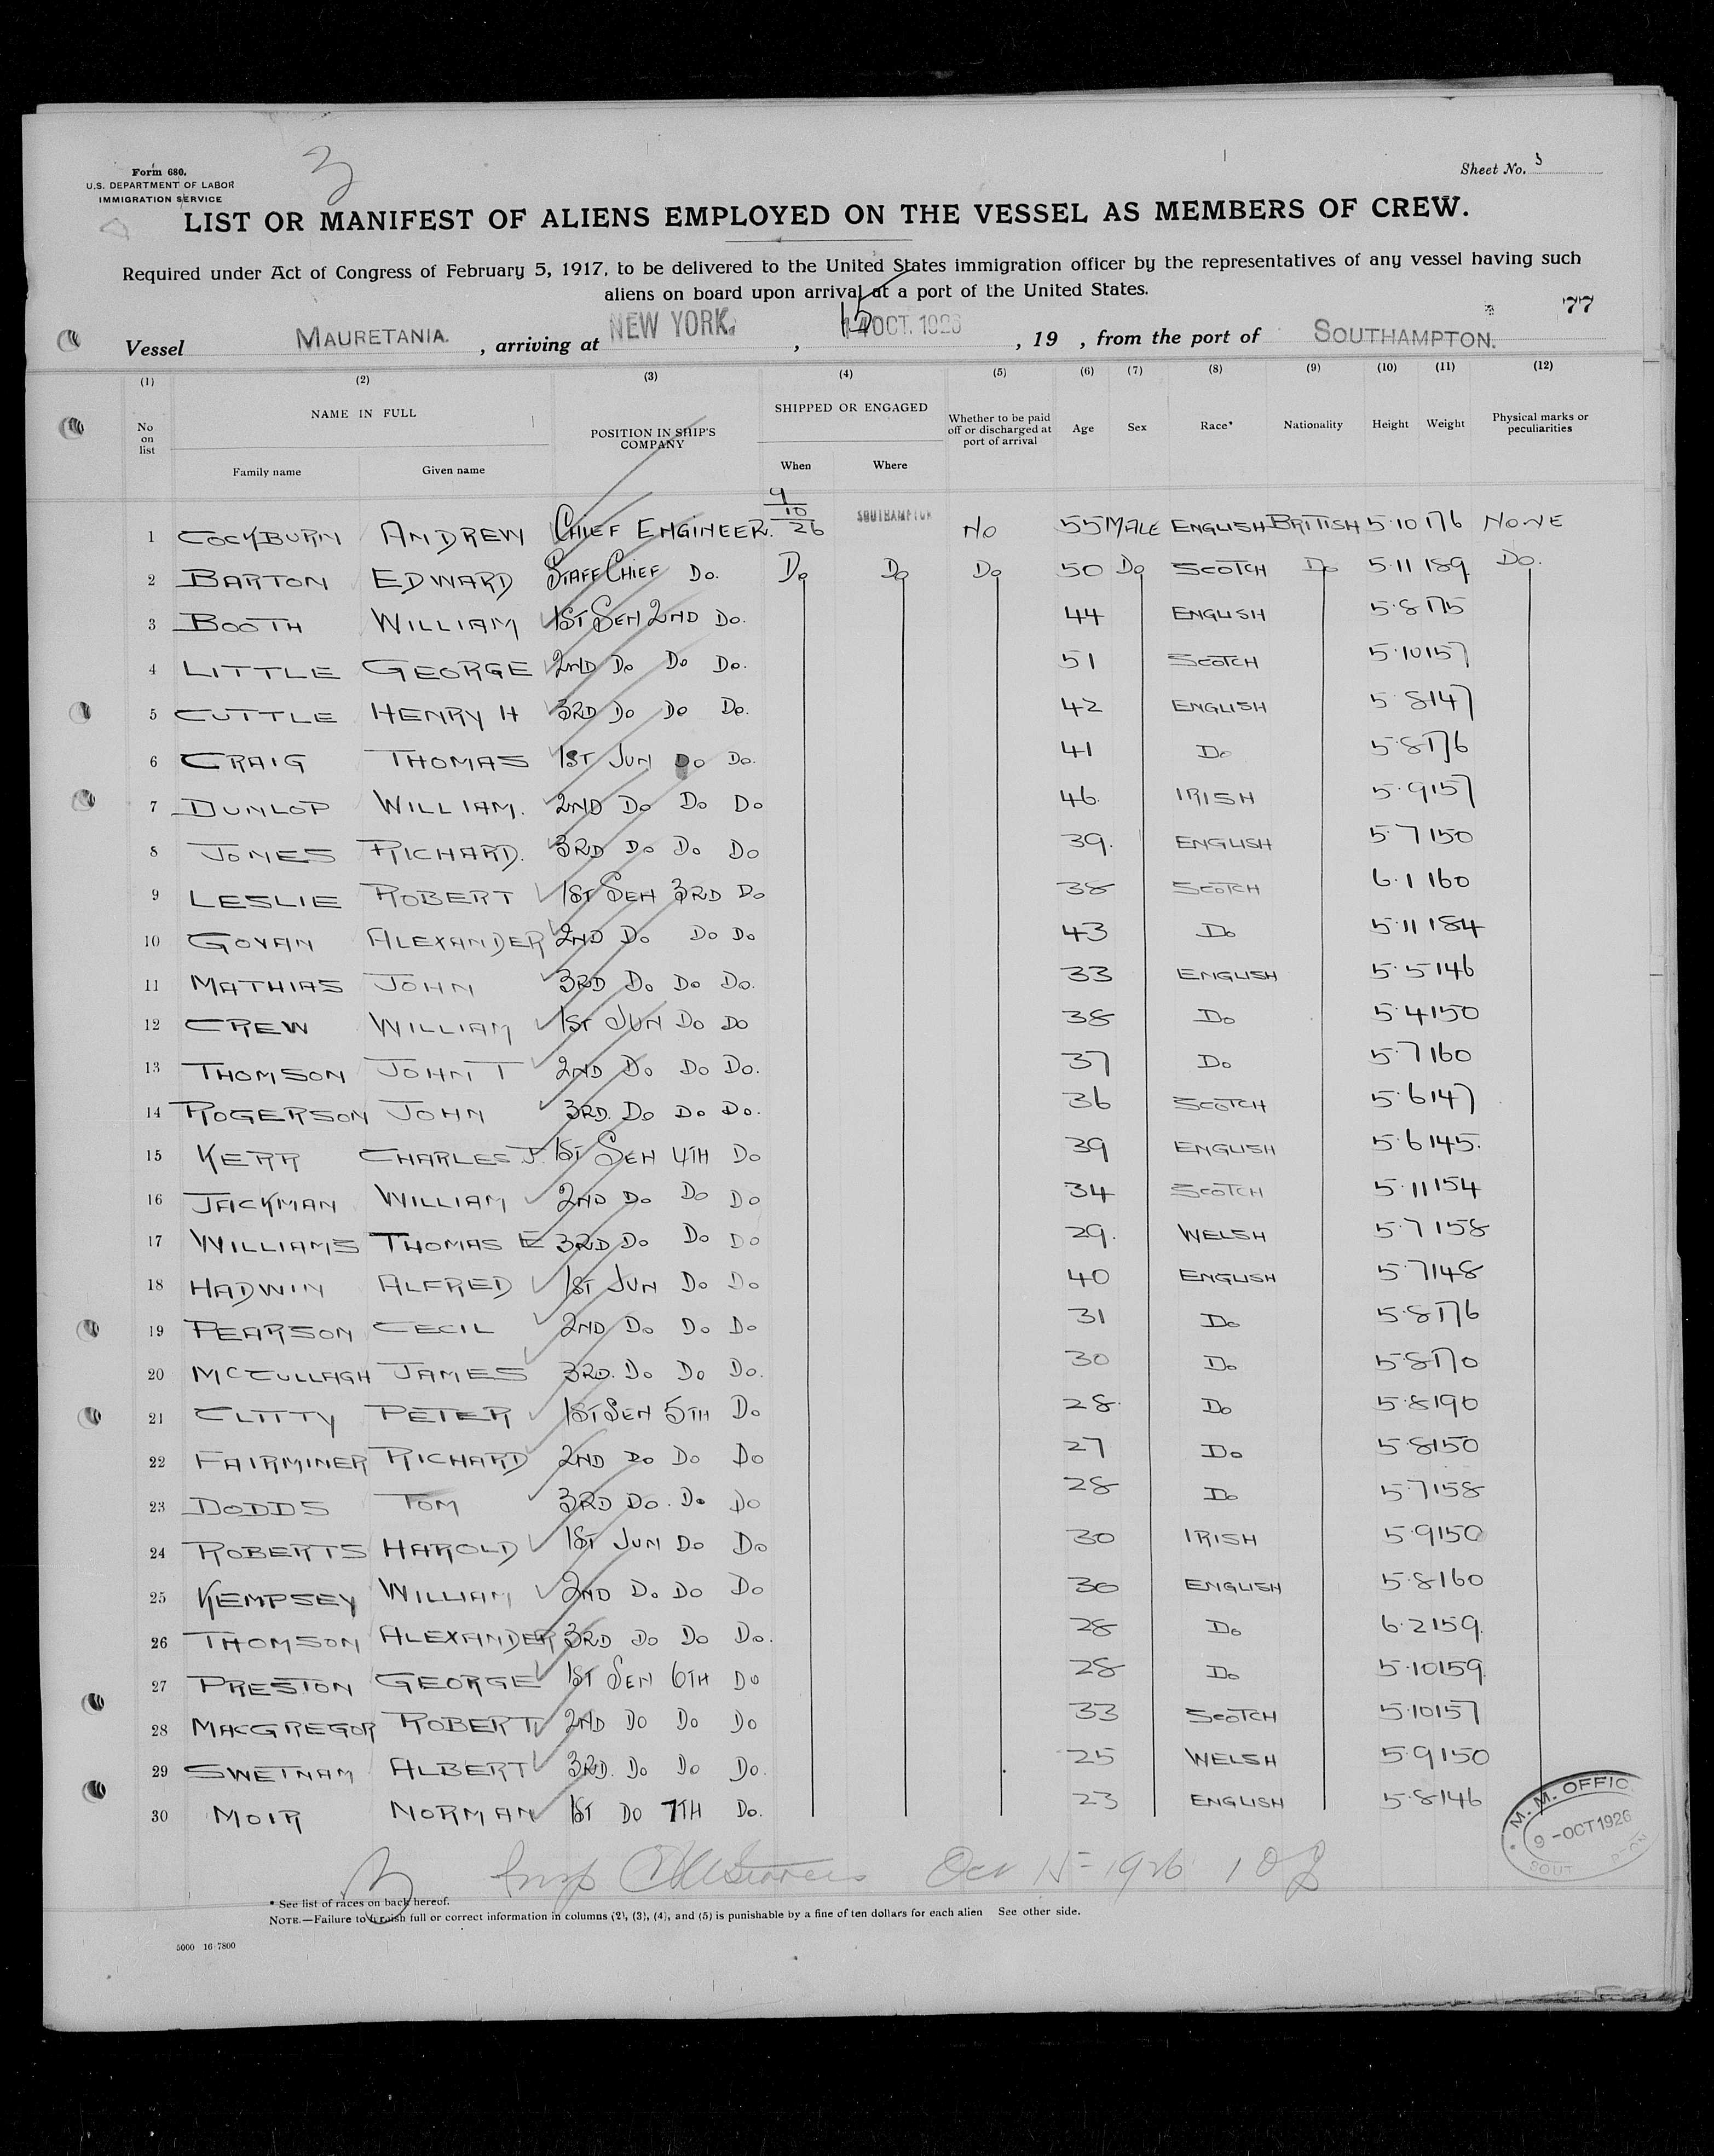 3
Form 680.
U.S. DEPARTMENT OF LABOR
IMMIGRATION SERVICE
Sheet No. 3
LIST OR MANIFEST OF ALIENS EMPLOYED ON THE VESSEL AS MEMBERS OF CREW.
Required under Act of Congress of February 5, 1917, to be delivered to the United States immigration officer by the representatives of any vessel having such
aliens on board upon arrival at a port of the United States.
77
Vessel MAURETANIA. , arriving at NEW YORK. , 15 14 OCT. 1926 , 19 , from the port of SOUTHAMPTON.
(1) (2) (3) (4) (5) (6) (7) (8) (9) (10) (11) (12)
No on list NAME IN FULL Family name Given name POSITION IN SHIP'S COMPANY SHIPPED OR ENGAGED When Where Whether to be paid off or discharged at port of arrival Age Sex Race* Nationality Height Weight Physical marks or peculiarities
1 COCKBURN ANDREW CHIEF ENGINEER. 9/10/26 SOUTHAMPTON NO 55 MALE ENGLISH BRITISH 5·10 176 NONE
2 BARTON EDWARD STAFF CHIEF DO. DO DO DO 50 DO SCOTCH DO 5·11 189 DO.
3 BOOTH WILLIAM 1ST SEN 2ND DO. 44 ENGLISH 5·8 175
4 LITTLE GEORGE 2ND DO DO DO. 51 SCOTCH 5·10 157
5 CUTTLE HENRY H 3RD DO DO DO. 42 ENGLISH 5·8 147
6 CRAIG THOMAS 1ST JUN DO DO. 41 DO 5·8 176
7 DUNLOP WILLIAM. 2ND DO DO DO 46. IRISH 5·9 157
8 JONES RICHARD. 3RD DO DO DO 39. ENGLISH 5·7 150
9 LESLIE ROBERT 1ST SEN 3RD DO 38 SCOTCH 6·1 160
10 GOVAN ALEXANDER 2ND DO DO DO 43 DO 5·11 184
11 MATHIAS JOHN 3RD DO DO DO. 33 ENGLISH 5·5 146
12 CREW WILLIAM 1ST JUN DO DO 38 DO 5·4 150
13 THOMSON JOHN T 2ND DO DO DO. 37 DO 5·7 160
14 ROGERSON JOHN 3RD. DO DO DO. 36 SCOTCH 5·6 147
15 KERR CHARLES J. 1ST SEN 4TH DO 39 ENGLISH 5·6 145.
16 JACKMAN WILLIAM 2ND DO DO DO 34 SCOTCH 5·11 154
17 WILLIAMS THOMAS E 3RD DO DO DO 29. WELSH 5·7 158
18 HADWIN ALFRED 1ST JUN DO DO 40 ENGLISH 5·7 148
19 PEARSON CECIL 2ND DO DO DO 31 DO 5·8 176
20 MCCULLAGH JAMES 3RD. DO DO DO. 30 DO 5·8 170
21 CLITTY PETER 1ST SEN 5TH DO 28. DO 5·8 190
22 FAIRMINER RICHARD 2ND DO DO DO 27 DO 5·8 150
23 DODDS TOM 3RD DO. DO DO 28 DO 5·7 158
24 ROBERTS HAROLD 1ST JUN DO DO 30 IRISH 5·9 150
25 KEMPSEY WILLIAM 2ND DO DO DO 30 ENGLISH 5·8 160
26 THOMSON ALEXANDER 3RD DO DO DO. 28 DO 6·2 159.
27 PRESTON GEORGE 1ST SEN 6TH DO 28 DO 5·10 159.
28 MACGREGOR ROBERT 2ND DO DO DO 33 SCOTCH 5·10 157
29 SWETNAM ALBERT 3RD. DO DO DO. 25 WELSH 5·9 150
30 MOIR NORMAN 1ST DO 7TH DO. 23 ENGLISH 5·8 146
M. M. OFFIC
9 - OCT 1926
SOUT
Oct 15 - 1926
* See list of races on back hereof.
NOTE.—Failure to furnish full or correct information in columns (2), (3), (4), and (5) is punishable by a fine of ten dollars for each alien See other side.
5000 16-7800